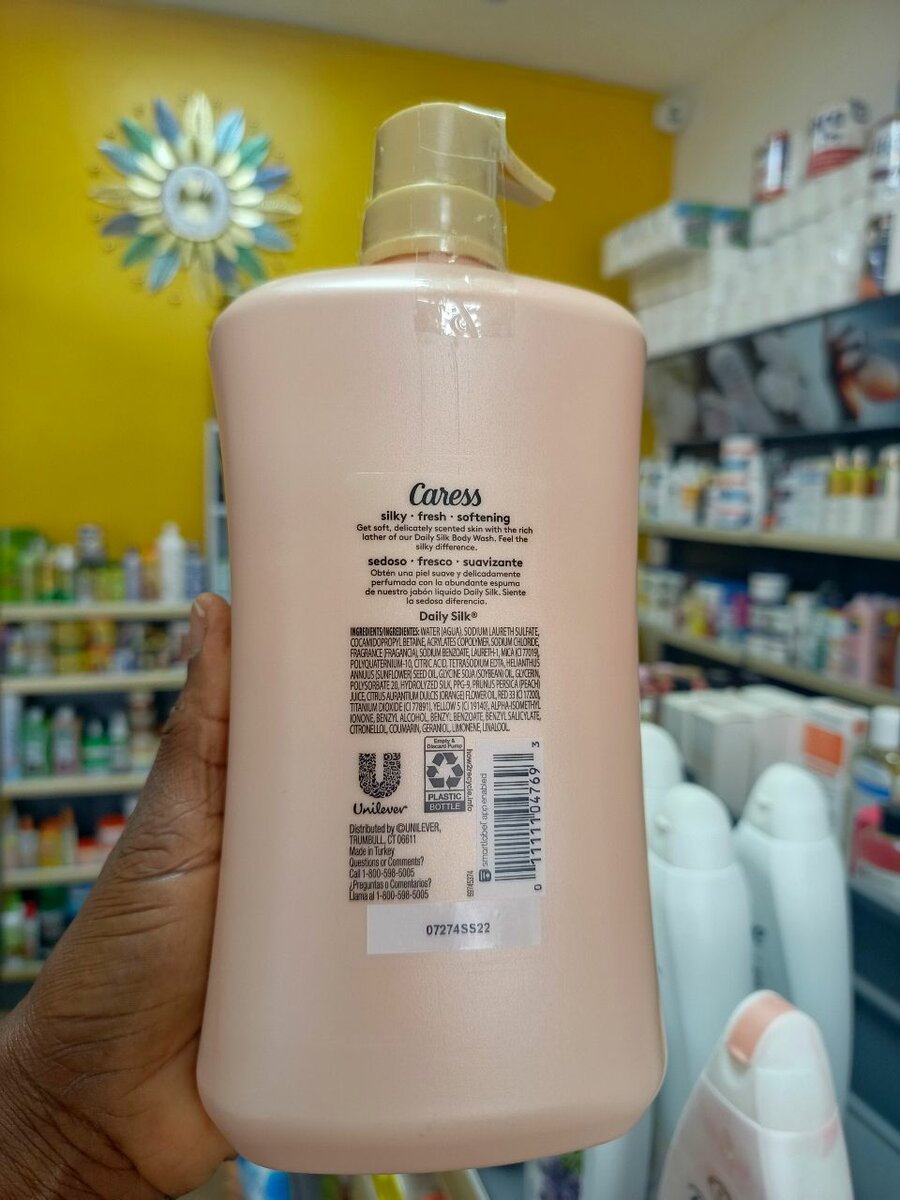 Caress
silky · fresh · softening
Get soft, delicately scented skin with the rich
lather of our Daily Silk Body Wash. Feel the
silky difference.
sedoso · fresco · suavizante
Obtén una piel suave y delicadamente
perfumada con la abundante espuma
de nuestro jabón líquido Daily Silk. Siente
la sedosa diferencia.
Daily Silk®
INGREDIENTS/INGREDIENTES: WATER (AGUA), SODIUM LAURETH SULFATE,
COCAMIDOPROPYL BETAINE, ACRYLATES COPOLYMER, SODIUM CHLORIDE,
FRAGRANCE (FRAGANCIA), SODIUM BENZOATE, LAURETH-1, MICA (CI 77019),
POLYQUATERNIUM-10, CITRIC ACID, TETRASODIUM EDTA, HELIANTHUS
ANNUUS (SUNFLOWER) SEED OIL, GLYCINE SOJA (SOYBEAN) OIL, GLYCERIN,
POLYSORBATE 20, HYDROLYZED SILK, PPG-9, PRUNUS PERSICA (PEACH)
JUICE, CITRUS AURANTIUM DULCIS (ORANGE) FLOWER OIL, RED 33 (CI 17200),
TITANIUM DIOXIDE (CI 77891), YELLOW 5 (CI 19140), ALPHA-ISOMETHYL
IONONE, BENZYL ALCOHOL, BENZYL BENZOATE, BENZYL SALICYLATE,
CITRONELLOL, COUMARIN, GERANIOL, LIMONENE, LINALOOL.
Unilever
Empty &
Discard Pump
PLASTIC
BOTTLE
how2recycle.info
smartlabel app enabled
0 11111 04769 3
Distributed by ©UNILEVER,
TRUMBULL, CT 06611
Made in Turkey
Questions or Comments?
Call 1-800-598-5005
¿Preguntas o Comentarios?
Llama al 1-800-598-5005
07274SS22